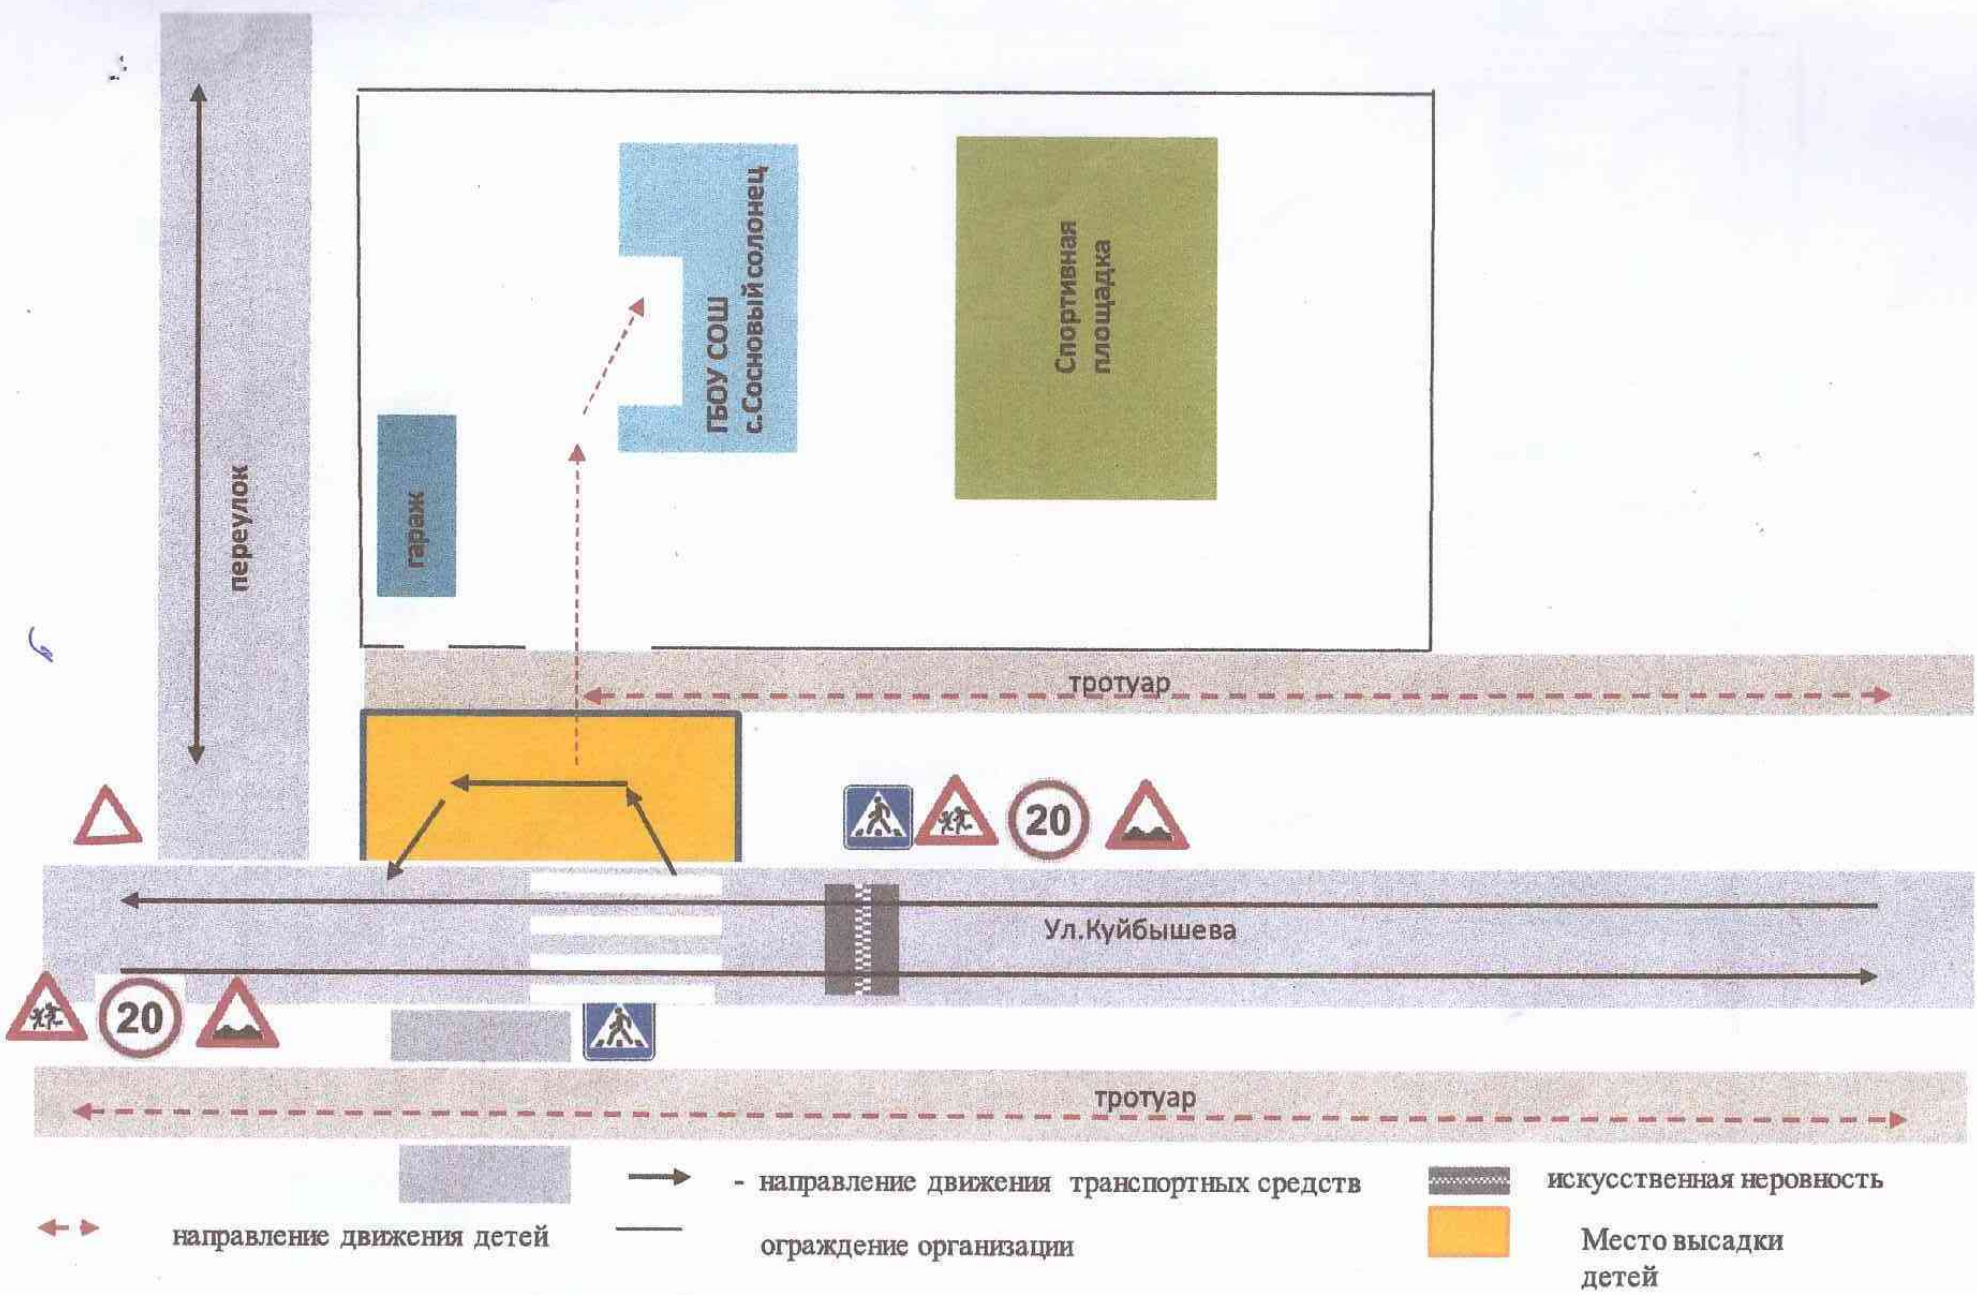 ГБОУ СОШ
с.Сосновый солонец
Спортивная
площадка
гараж
переулок
тротуар
20
Ул.Куйбышева
20
тротуар
- направление движения транспортных средств
искусственная неровность
направление движения детей
ограждение организации
Место высадки
детей